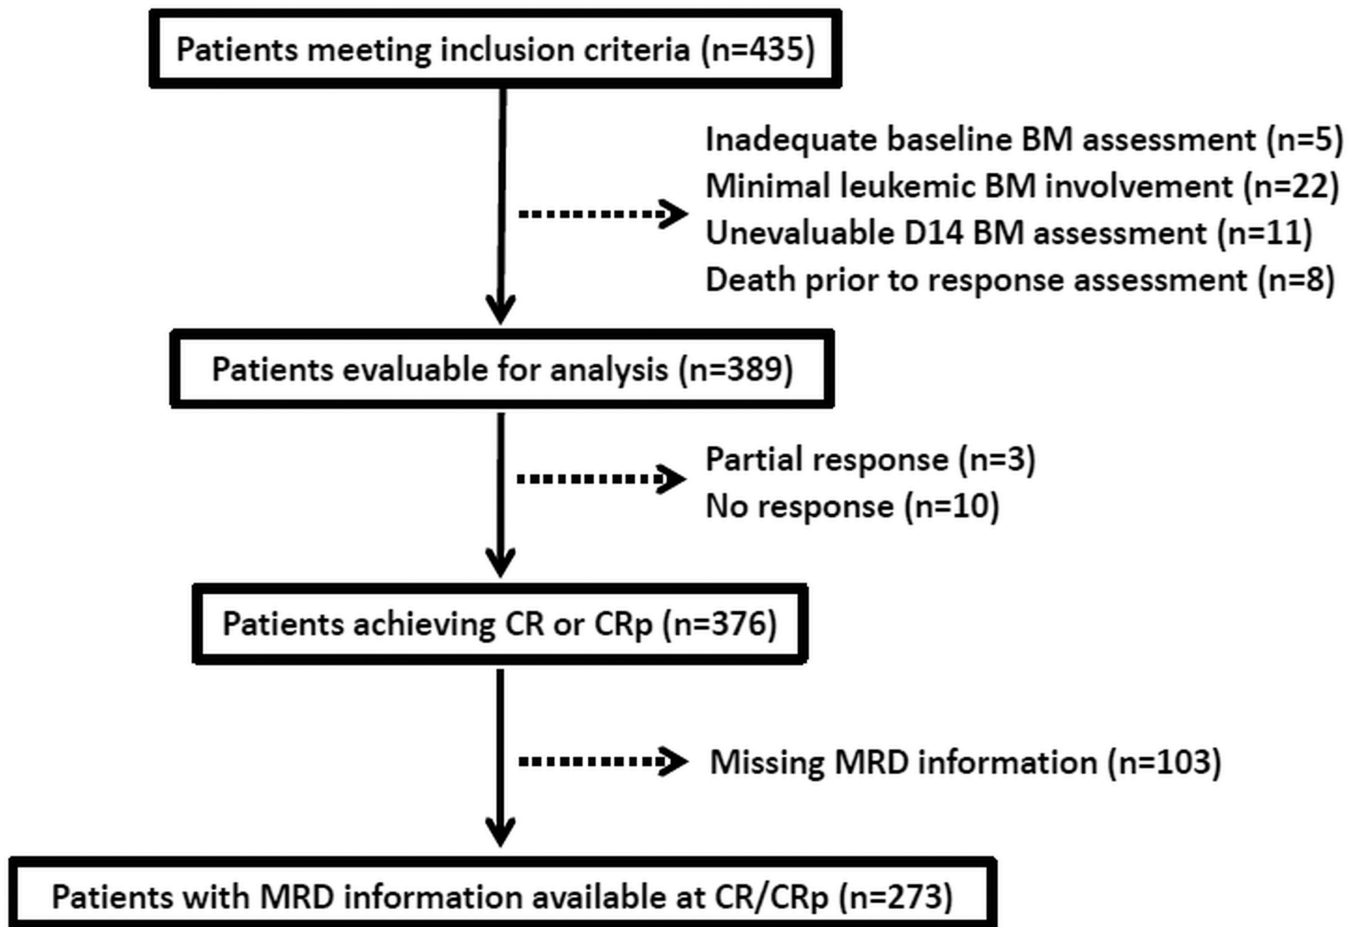 Patients meeting inclusion criteria (n=435)
Inadequate baseline BM assessment (n=5)
Minimal leukemic BM involvement (n=22)
Unevaluable D14 BM assessment (n=11)
Death prior to response assessment (n=8)
Patients evaluable for analysis (n=389)
Partial response (n=3)
No response (n=10)
Patients achieving CR or CRp (n=376)
Missing MRD information (n=103)
Patients with MRD information available at CR/CRp (n=273)